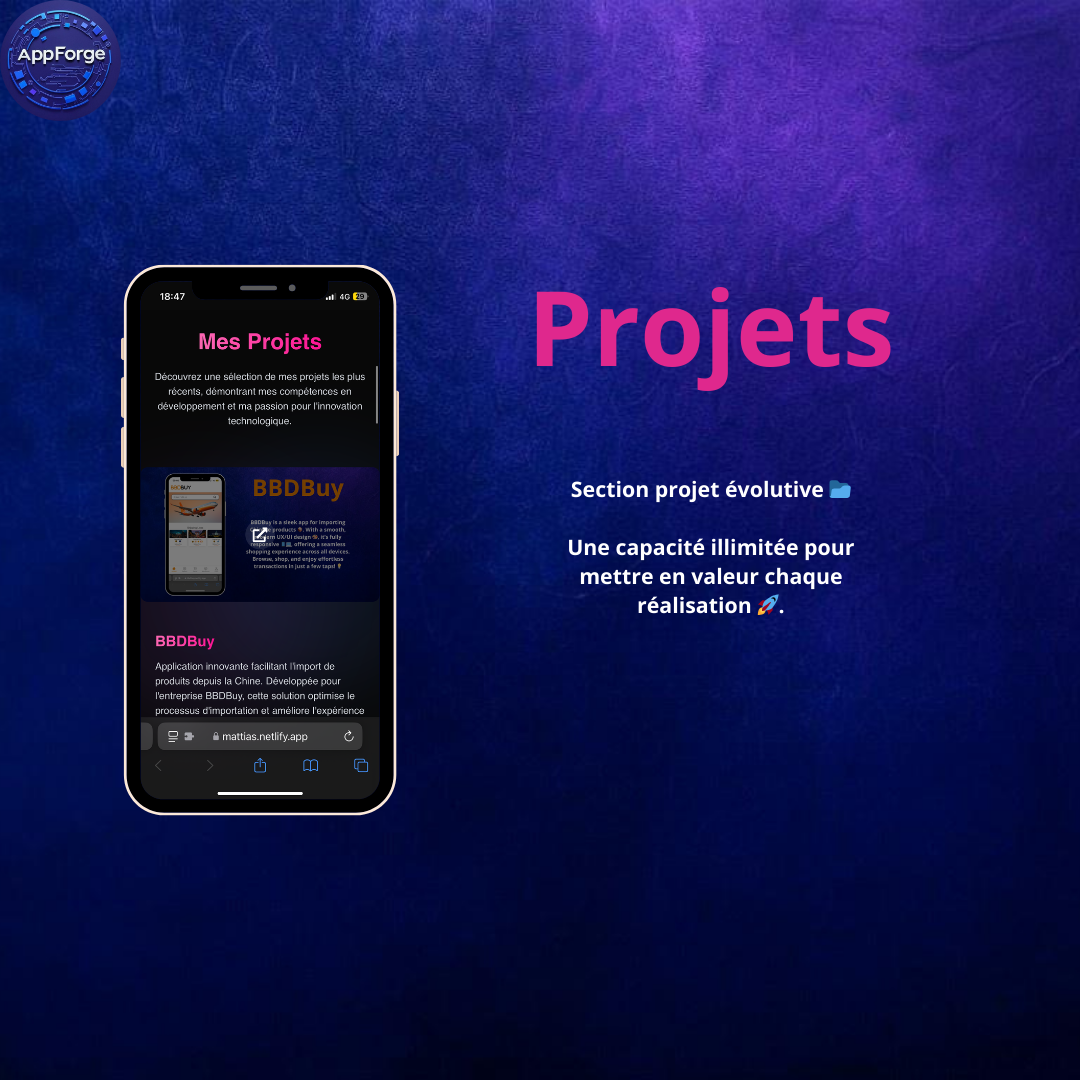 AppForge
18:47
4G
29
Mes Projets
Découvrez une sélection de mes projets les plus
récents, démontrant mes compétences en
développement et ma passion pour l'innovation
technologique.
BBDBuy
BBDBuy is a sleek app for importing
products 📦. With a smooth,
UX/UI design 🎨, it's fully
responsive 📱💻, offering a seamless
shopping experience across all devices.
Browse, shop, and enjoy effortless
transactions in just a few taps! 💡
BBDBuy
Application innovante facilitant l'import de
produits depuis la Chine. Développée pour
l'entreprise BBDBuy, cette solution optimise le
processus d'importation et améliore l'expérience
mattias.netlify.app
Projets
Section projet évolutive 📂
Une capacité illimitée pour
mettre en valeur chaque
réalisation 🚀.